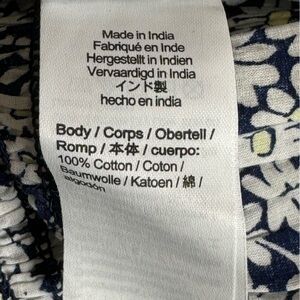 Made in India
Fabriqué en Inde
Hergestellt in Indien
Vervaardigd in India
インド製
hecho en india
Body / Corps / Obertell /
Romp / 本体 / cuerpo:
100% Cotton / Coton /
Baumwolle / Katoen / 綿 /
algodón